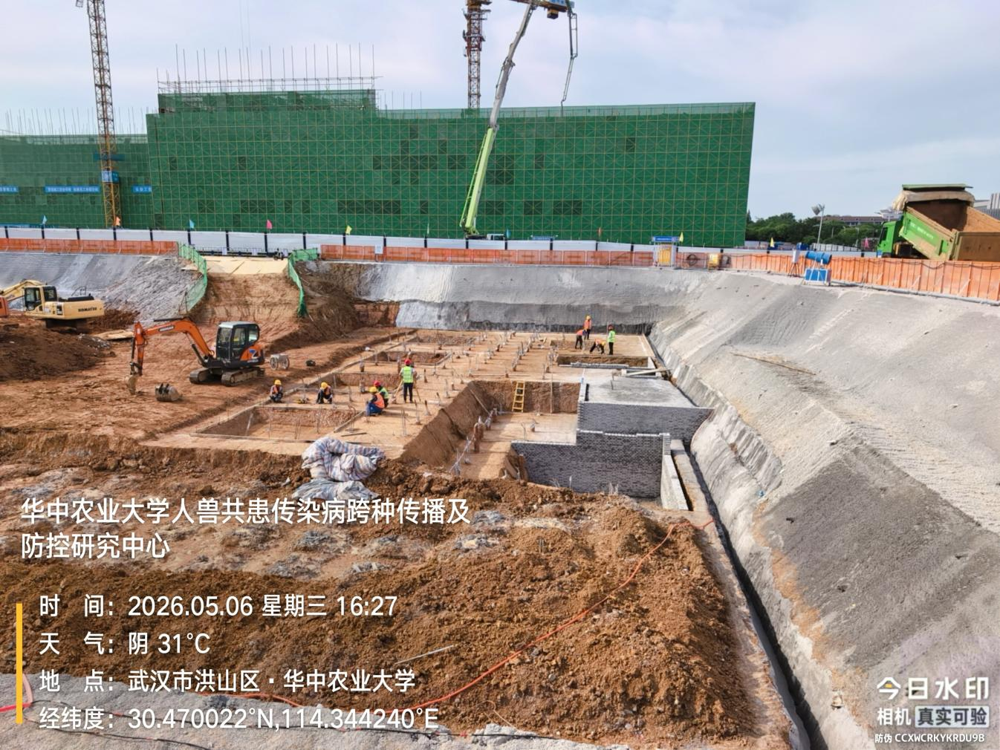 华中农业大学人兽共患传染病跨种传播及
防控研究中心
时 间：2026.05.06 星期三 16:27
天 气：阴 31℃
地 点：武汉市洪山区·华中农业大学
经纬度：30.470022°N,114.344240°E
今日水印
相机 真实可验
防伪 CCXWCRKYKRDU9B
KOMATSU